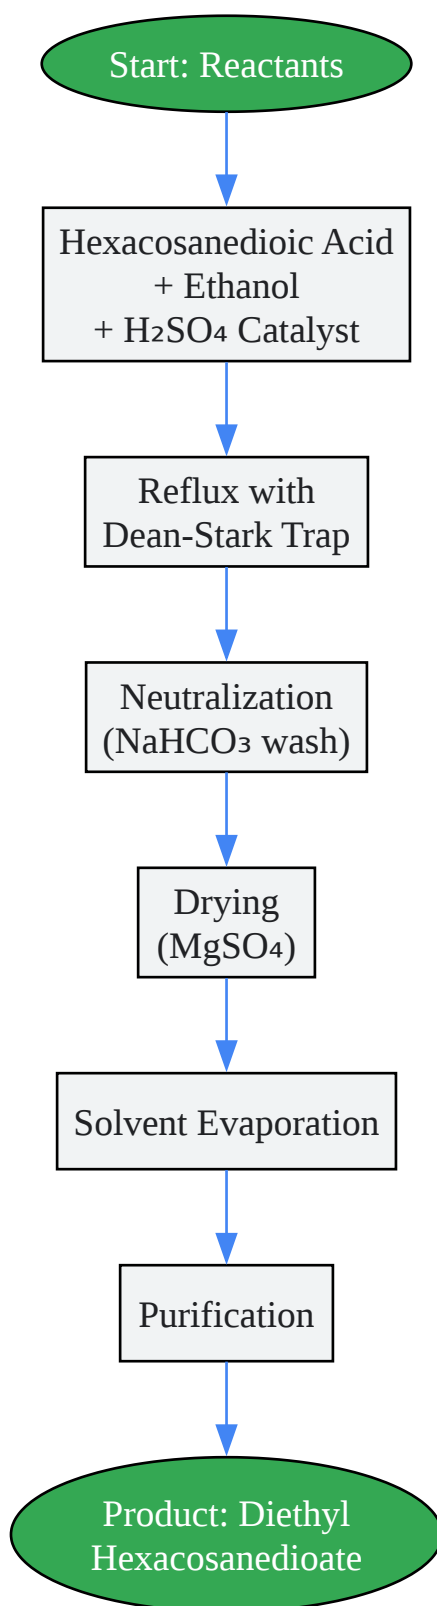 Start: Reactants
Hexacosanedioic Acid
+ Ethanol
+ H₂SO₄ Catalyst
Reflux with
Dean-Stark Trap
Neutralization
(NaHCO₃ wash)
Drying
(MgSO₄)
Solvent Evaporation
Purification
Product: Diethyl
Hexacosanedioate